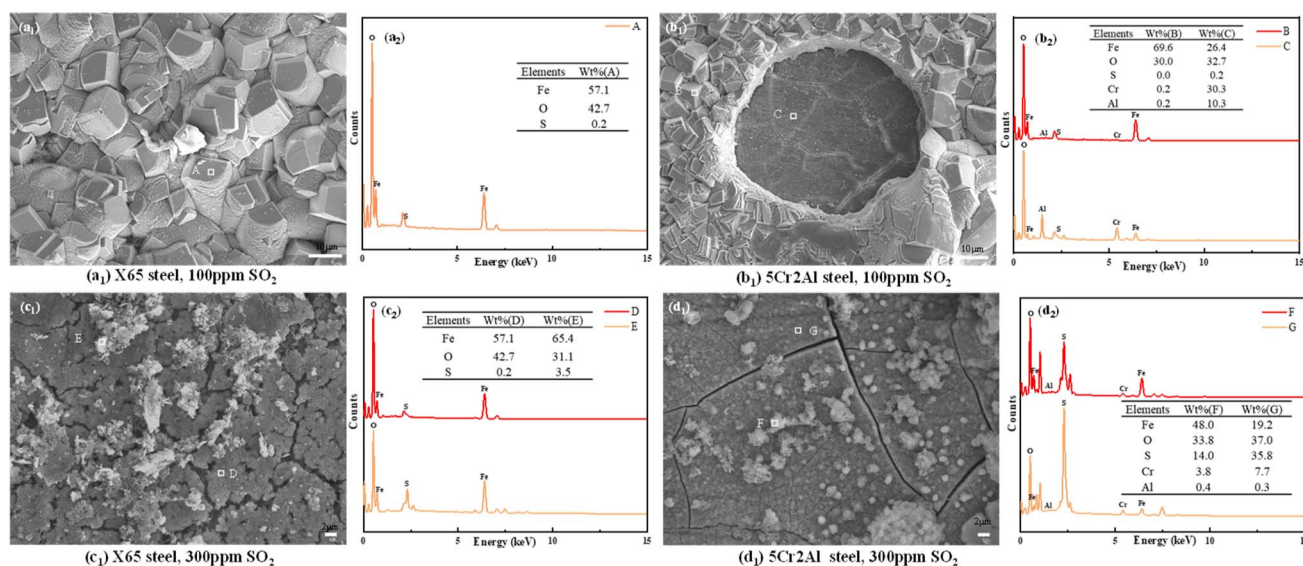 (a₁)
A
10 μm
(a₂)
A
O
Fe
S
Fe
Elements Wt%(A)
Fe 57.1
O 42.7
S 0.2
Counts
0 5 10 15
Energy (keV)
(a₁) X65 steel, 100ppm SO₂
(b₁)
B
C
10 μm
(b₂)
B
C
Elements Wt%(B) Wt%(C)
Fe 69.6 26.4
O 30.0 32.7
S 0.0 0.2
Cr 0.2 30.3
Al 0.2 10.3
O
Fe
Al
S
Cr
Fe
O
Fe
Al
S
Cr
Fe
Counts
0 5 10 15
Energy (keV)
(b₁) 5Cr2Al steel, 100ppm SO₂
(c₁)
E
D
2μm
(c₂)
D
E
Elements Wt%(D) Wt%(E)
Fe 57.1 65.4
O 42.7 31.1
S 0.2 3.5
O
Fe
S
Fe
O
Fe
S
Fe
Counts
0 5 10 15
Energy (keV)
(c₁) X65 steel, 300ppm SO₂
(d₁)
G
F
2μm
(d₂)
F
G
O
Fe
Al
S
Cr
Fe
Elements Wt%(F) Wt%(G)
Fe 48.0 19.2
O 33.8 37.0
S 14.0 35.8
Cr 3.8 7.7
Al 0.4 0.3
O
Fe
Al
S
Cr
Fe
Counts
0 5 10 15
Energy (keV)
(d₁) 5Cr2Al steel, 300ppm SO₂